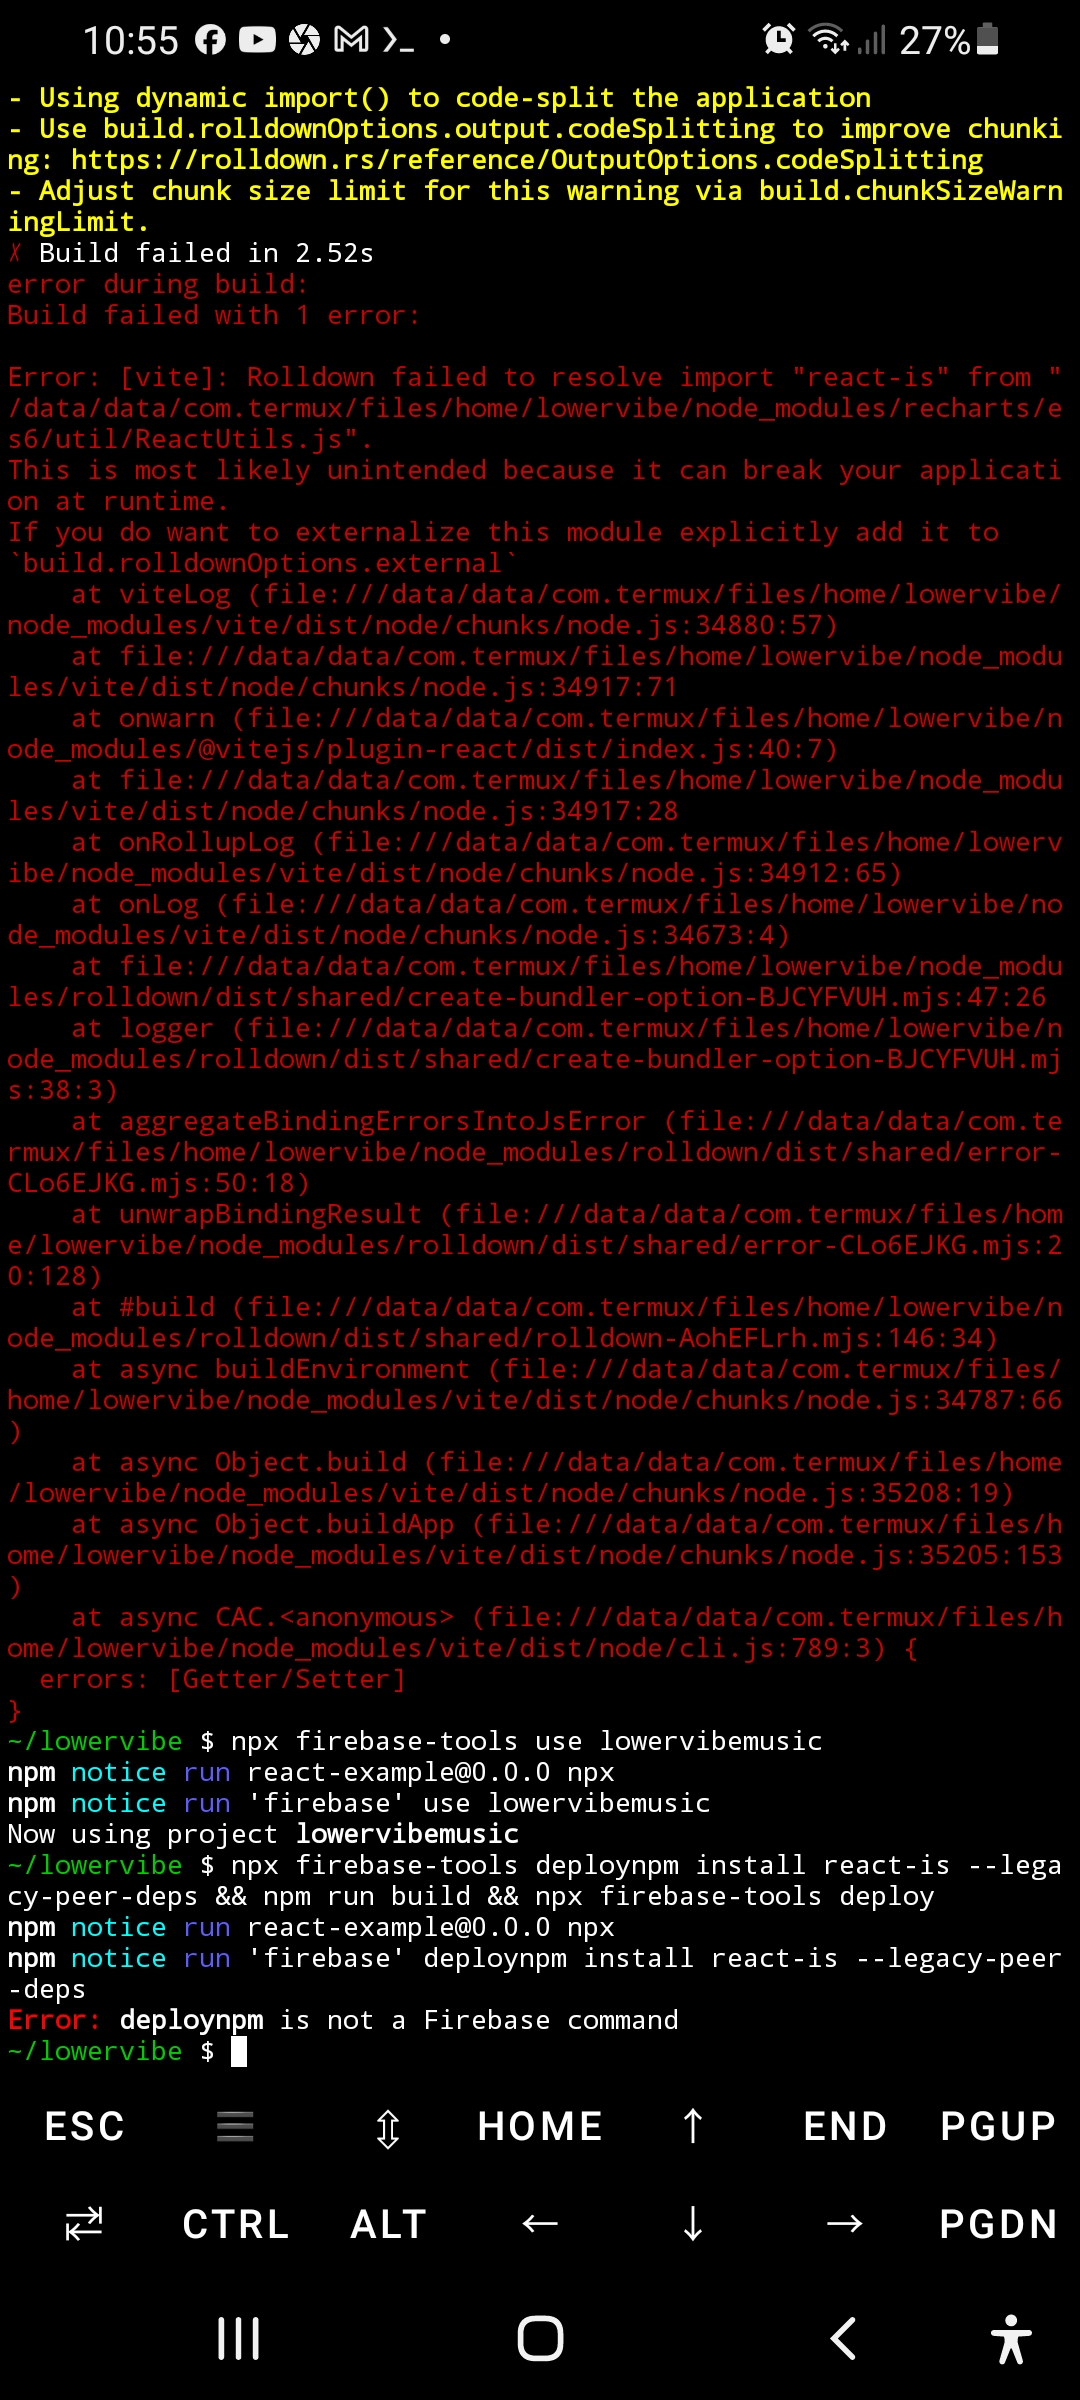 10:55
27%
- Using dynamic import() to code-split the application
- Use build.rolldownOptions.output.codeSplitting to improve chunki
ng: https://rolldown.rs/reference/OutputOptions.codeSplitting
- Adjust chunk size limit for this warning via build.chunkSizeWarn
ingLimit.
✗ Build failed in 2.52s
error during build:
Build failed with 1 error:

Error: [vite]: Rolldown failed to resolve import "react-is" from "
/data/data/com.termux/files/home/lowervibe/node_modules/recharts/e
s6/util/ReactUtils.js".
This is most likely unintended because it can break your applicati
on at runtime.
If you do want to externalize this module explicitly add it to
`build.rolldownOptions.external`
    at viteLog (file:///data/data/com.termux/files/home/lowervibe/
node_modules/vite/dist/node/chunks/node.js:34880:57)
    at file:///data/data/com.termux/files/home/lowervibe/node_modu
les/vite/dist/node/chunks/node.js:34917:71
    at onwarn (file:///data/data/com.termux/files/home/lowervibe/n
ode_modules/@vitejs/plugin-react/dist/index.js:40:7)
    at file:///data/data/com.termux/files/home/lowervibe/node_modu
les/vite/dist/node/chunks/node.js:34917:28
    at onRollupLog (file:///data/data/com.termux/files/home/lowerv
ibe/node_modules/vite/dist/node/chunks/node.js:34912:65)
    at onLog (file:///data/data/com.termux/files/home/lowervibe/no
de_modules/vite/dist/node/chunks/node.js:34673:4)
    at file:///data/data/com.termux/files/home/lowervibe/node_modu
les/rolldown/dist/shared/create-bundler-option-BJCYFVUH.mjs:47:26
    at logger (file:///data/data/com.termux/files/home/lowervibe/n
ode_modules/rolldown/dist/shared/create-bundler-option-BJCYFVUH.mj
s:38:3)
    at aggregateBindingErrorsIntoJsError (file:///data/data/com.te
rmux/files/home/lowervibe/node_modules/rolldown/dist/shared/error-
CLo6EJKG.mjs:50:18)
    at unwrapBindingResult (file:///data/data/com.termux/files/hom
e/lowervibe/node_modules/rolldown/dist/shared/error-CLo6EJKG.mjs:2
0:128)
    at #build (file:///data/data/com.termux/files/home/lowervibe/n
ode_modules/rolldown/dist/shared/rolldown-AohEFLrh.mjs:146:34)
    at async buildEnvironment (file:///data/data/com.termux/files/
home/lowervibe/node_modules/vite/dist/node/chunks/node.js:34787:66
)
    at async Object.build (file:///data/data/com.termux/files/home
/lowervibe/node_modules/vite/dist/node/chunks/node.js:35208:19)
    at async Object.buildApp (file:///data/data/com.termux/files/h
ome/lowervibe/node_modules/vite/dist/node/chunks/node.js:35205:153
)
    at async CAC.<anonymous> (file:///data/data/com.termux/files/h
ome/lowervibe/node_modules/vite/dist/node/cli.js:789:3) {
  errors: [Getter/Setter]
}
~/lowervibe $ npx firebase-tools use lowervibemusic
npm notice run react-example@0.0.0 npx
npm notice run 'firebase' use lowervibemusic
Now using project lowervibemusic
~/lowervibe $ npx firebase-tools deploynpm install react-is --lega
cy-peer-deps && npm run build && npx firebase-tools deploy
npm notice run react-example@0.0.0 npx
npm notice run 'firebase' deploynpm install react-is --legacy-peer
-deps
Error: deploynpm is not a Firebase command
~/lowervibe $
ESC HOME ↑ END PGUP
CTRL ALT ← ↓ → PGDN